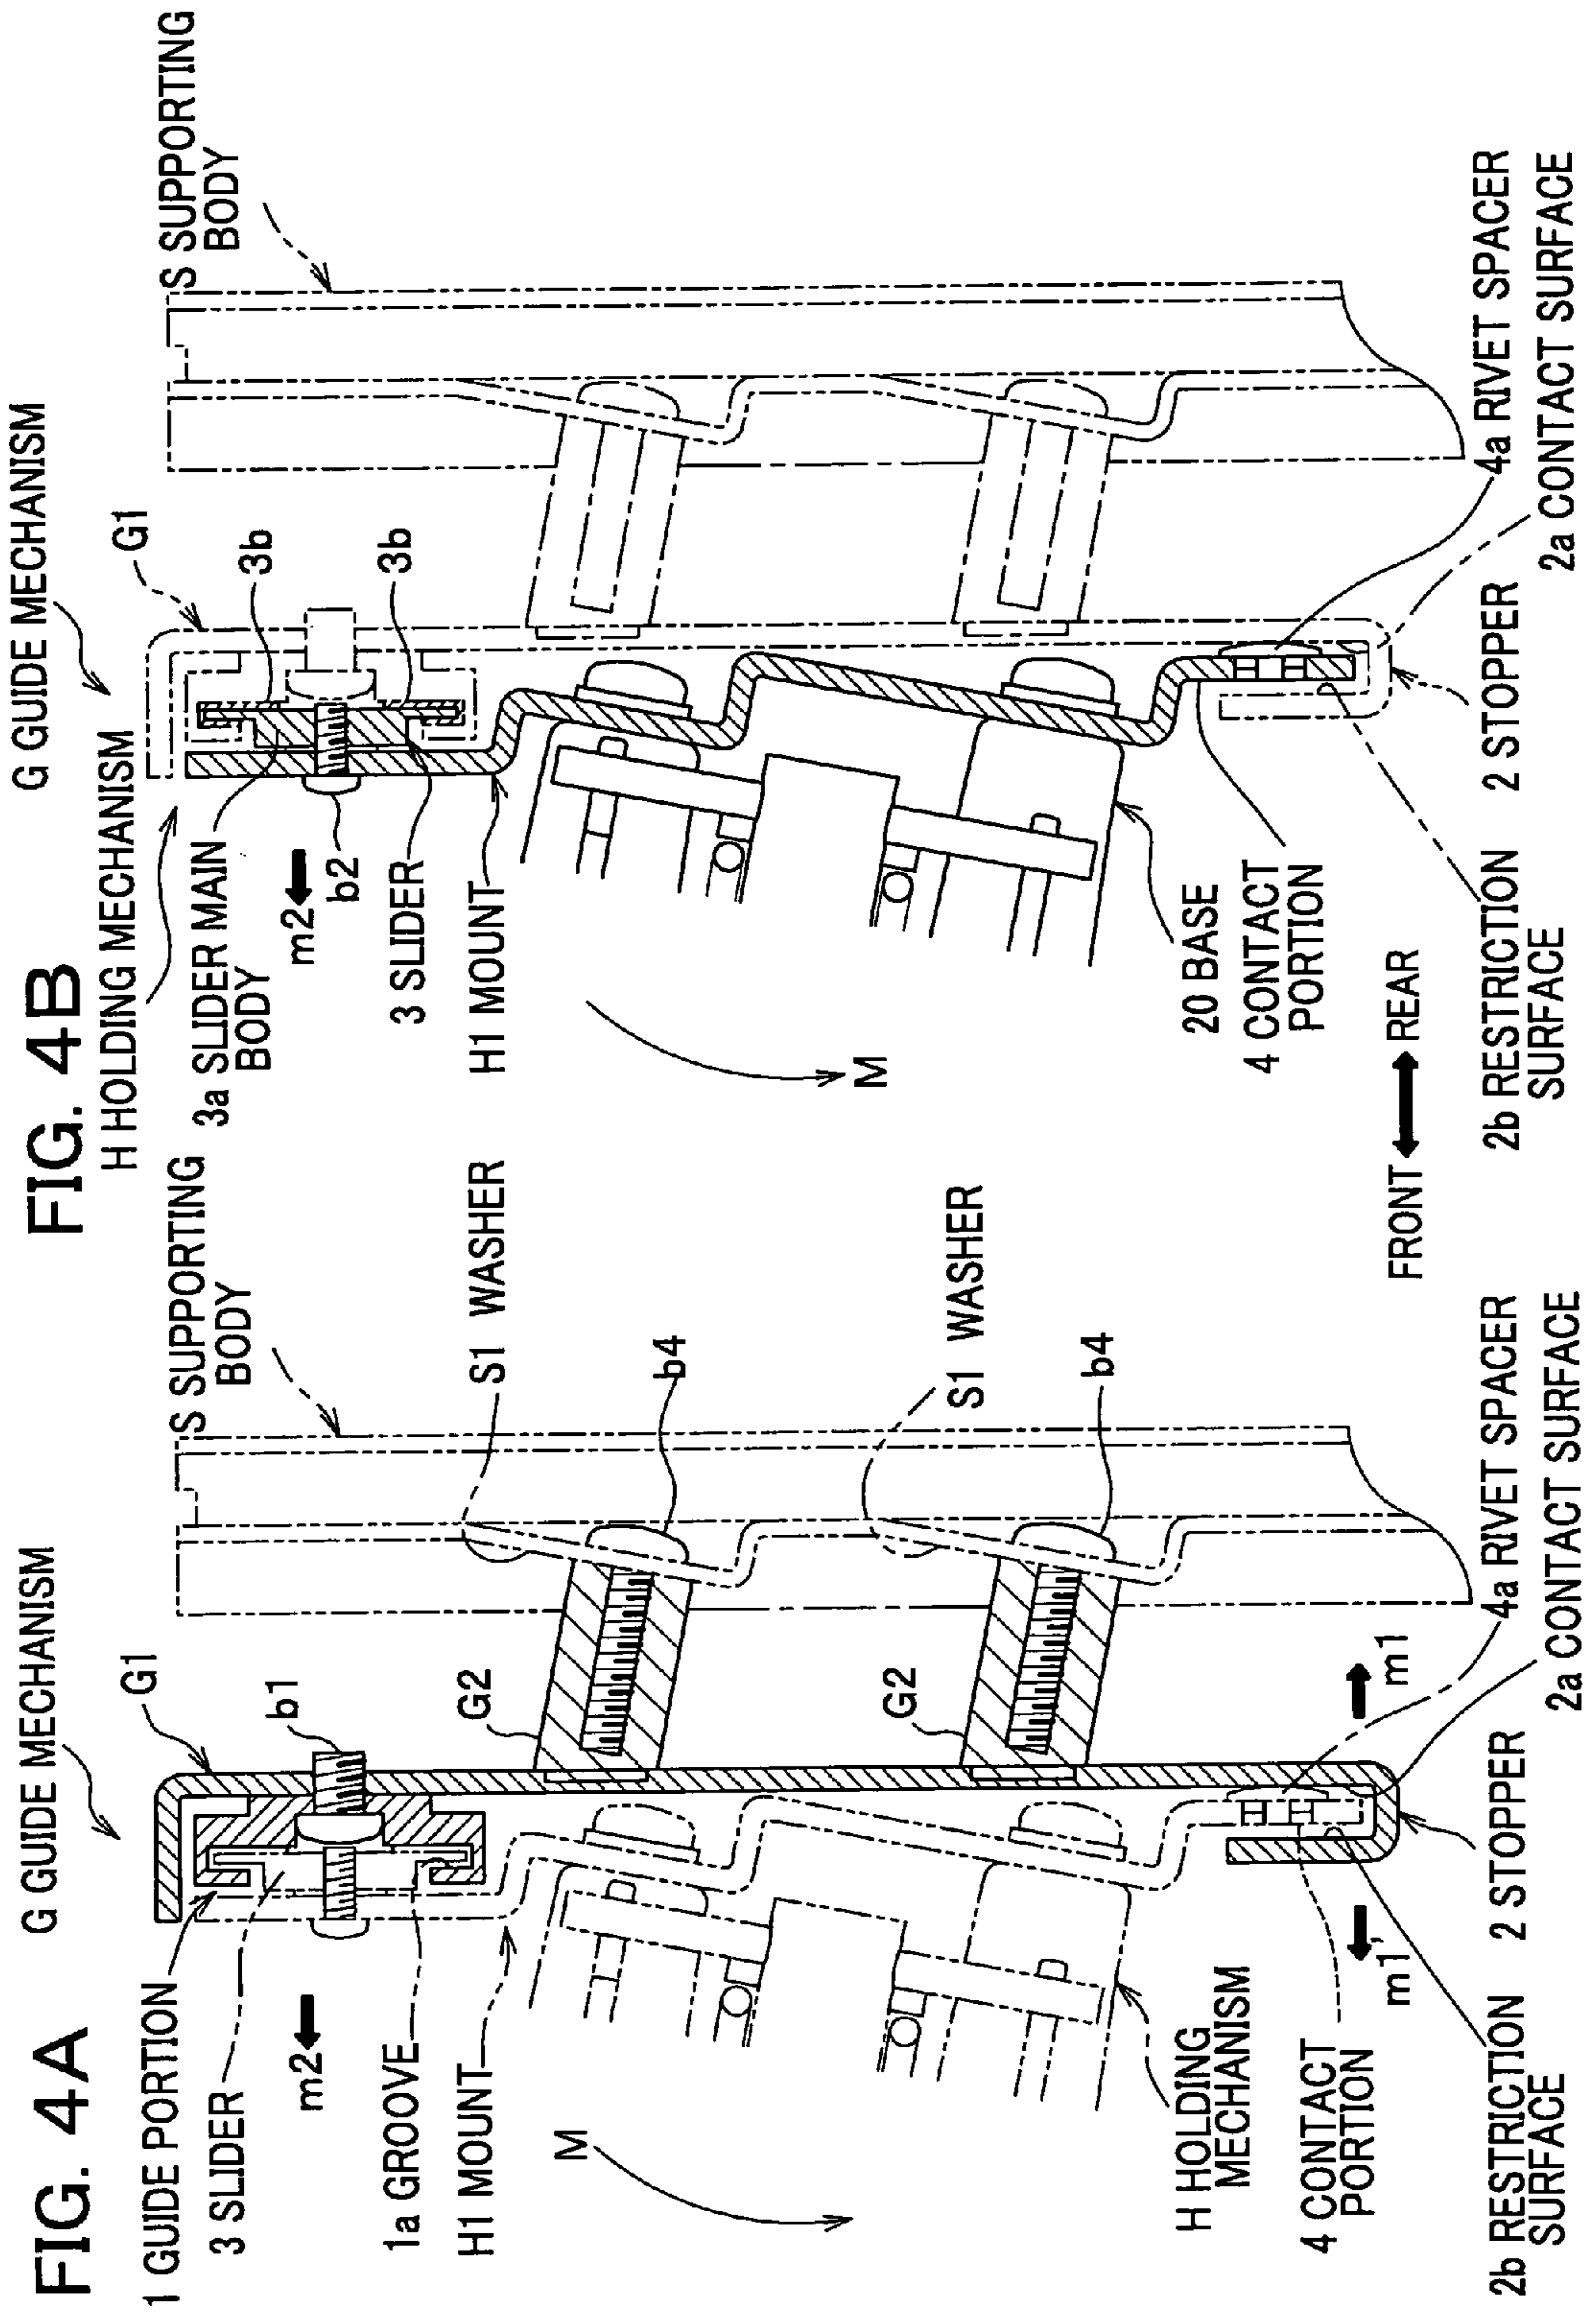 FIG. 4A
G GUIDE MECHANISM
G1
1 GUIDE PORTION
3 SLIDER
m2
b1
1a GROOVE
H1 MOUNT
M
G2
G2
S SUPPORTING
BODY
S1 WASHER
b4
S1 WASHER
b4
H HOLDING
MECHANISM
4 CONTACT
PORTION
m1'
m1
2b RESTRICTION
SURFACE
2 STOPPER
4a RIVET SPACER
2a CONTACT SURFACE
FIG. 4B
G GUIDE MECHANISM
H HOLDING MECHANISM
G1
3b
3b
3a SLIDER MAIN
BODY
m2
b2
3 SLIDER
H1 MOUNT
M
S SUPPORTING
BODY
20 BASE
4 CONTACT
PORTION
FRONT
REAR
2b RESTRICTION
SURFACE
2 STOPPER
4a RIVET SPACER
2a CONTACT SURFACE